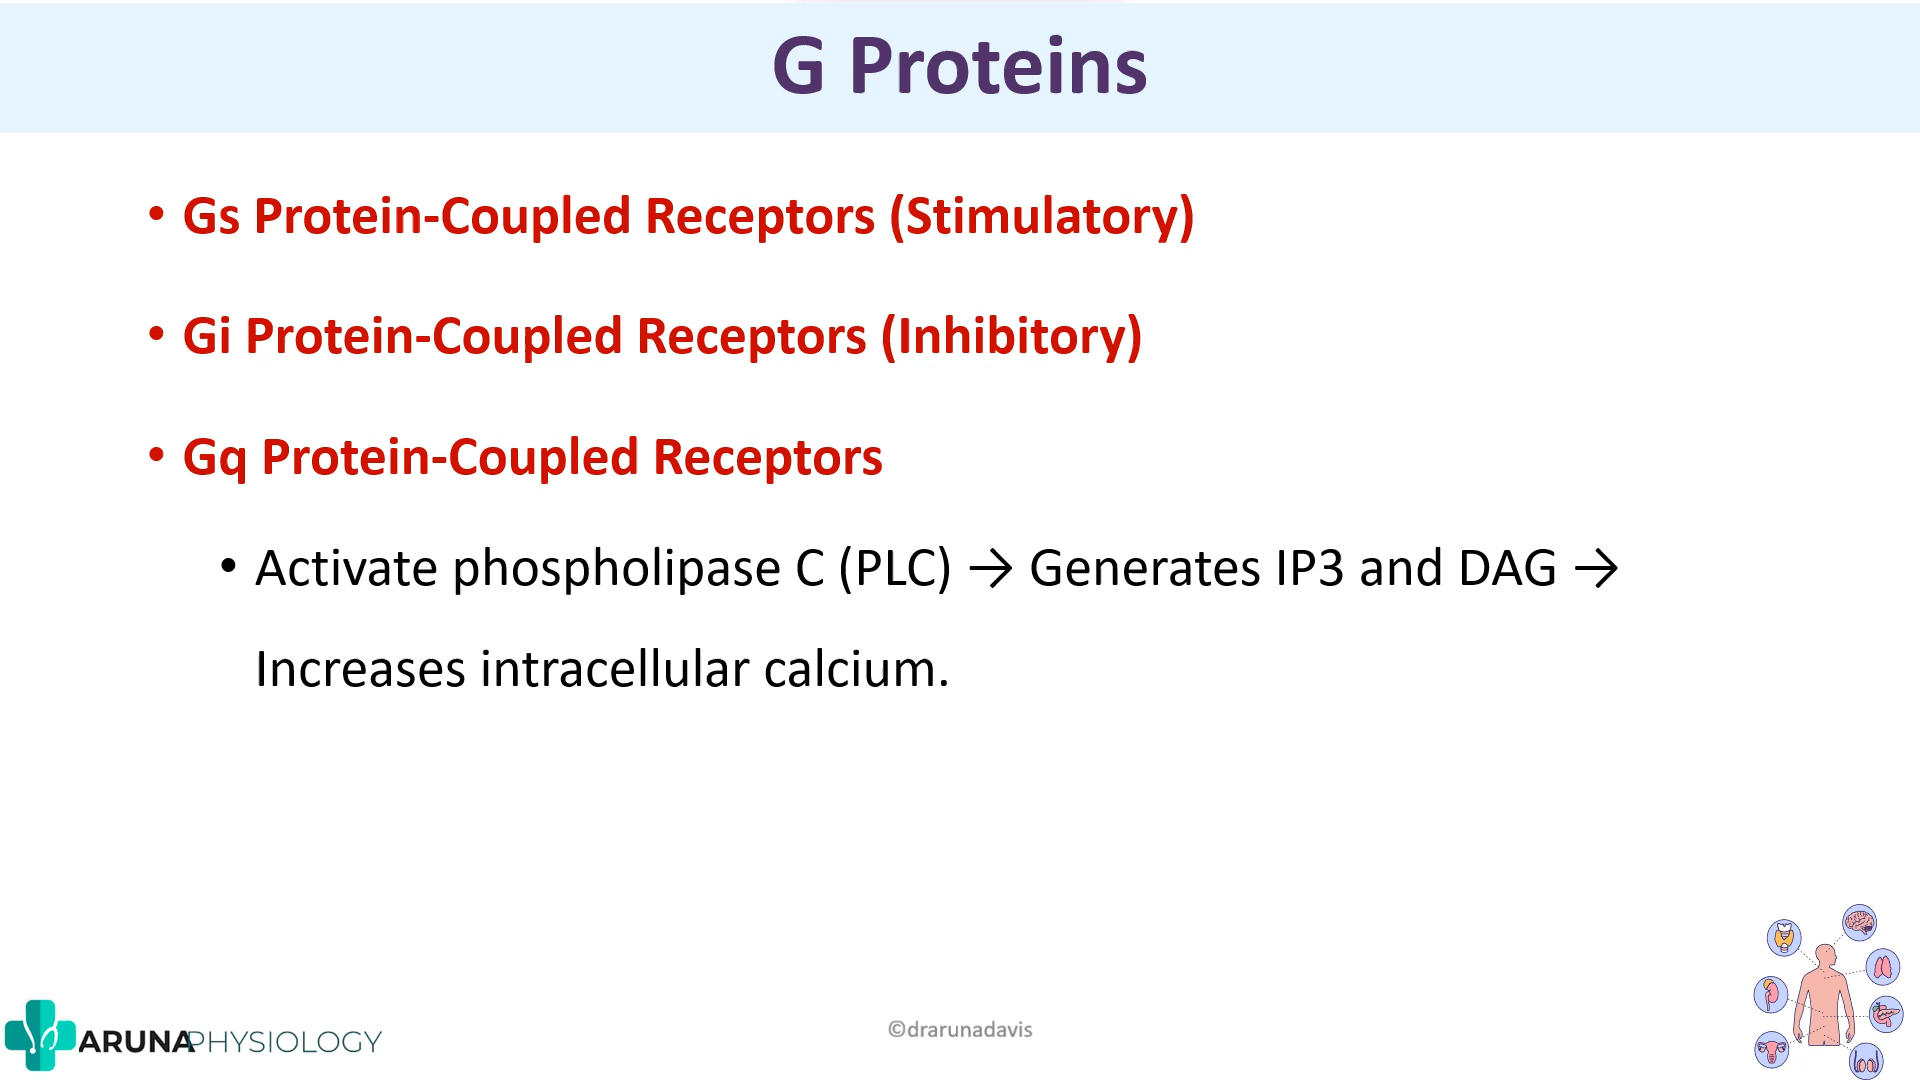 G Proteins
• Gs Protein-Coupled Receptors (Stimulatory)
• Gi Protein-Coupled Receptors (Inhibitory)
• Gq Protein-Coupled Receptors
• Activate phospholipase C (PLC) → Generates IP3 and DAG →
Increases intracellular calcium.
ARUNAPHYSIOLOGY
©drarunadavis